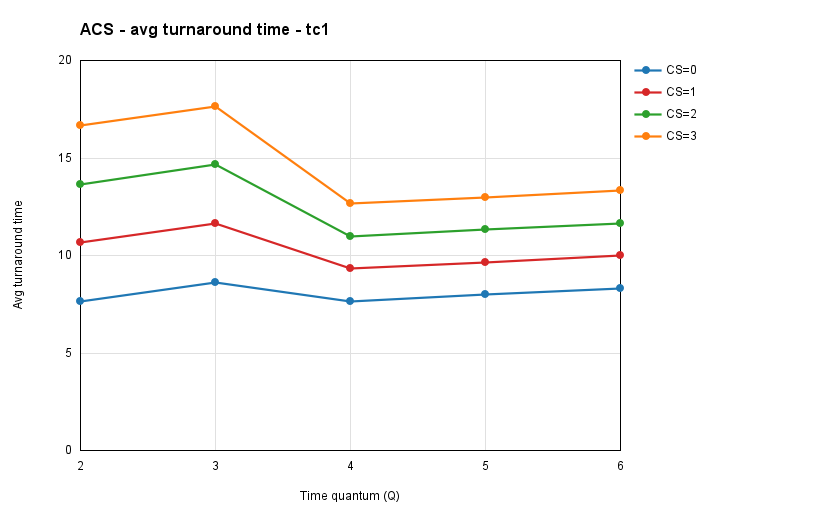 ACS - avg turnaround time - tc1
20
15
10
5
0
2 3 4 5 6
Avg turnaround time
Time quantum (Q)
CS=0
CS=1
CS=2
CS=3